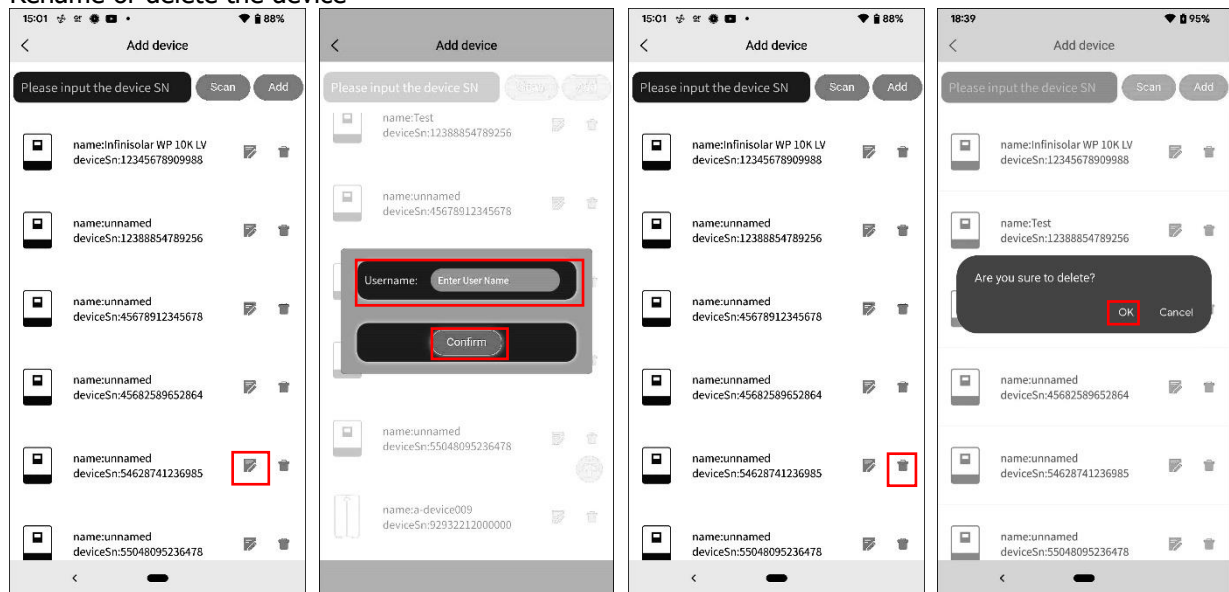 Rename or delete the device
15:01
88%
Add device
Please input the device SN
Scan
Add
name:Infinisolar WP 10K LV
deviceSn:12345678909988
name:unnamed
deviceSn:12388854789256
name:unnamed
deviceSn:45678912345678
name:unnamed
deviceSn:45682589652864
name:unnamed
deviceSn:54628741236985
name:unnamed
deviceSn:55048095236478
Add device
Please input the device SN
name:Test
deviceSn:12388854789256
name:unnamed
deviceSn:45678912345678
Username:
Enter User Name
Confirm
name:unnamed
deviceSn:55048095236478
name:a-device009
deviceSn:92932212000000
15:01
88%
Add device
Please input the device SN
Scan
Add
name:Infinisolar WP 10K LV
deviceSn:12345678909988
name:unnamed
deviceSn:12388854789256
name:unnamed
deviceSn:45678912345678
name:unnamed
deviceSn:45682589652864
name:unnamed
deviceSn:54628741236985
name:unnamed
deviceSn:55048095236478
18:39
95%
Add device
Please input the device SN
Scan
Add
name:Infinisolar WP 10K LV
deviceSn:12345678909988
name:Test
deviceSn:12388854789256
Are you sure to delete?
OK
Cancel
name:unnamed
deviceSn:45682589652864
name:unnamed
deviceSn:54628741236985
name:unnamed
deviceSn:55048095236478